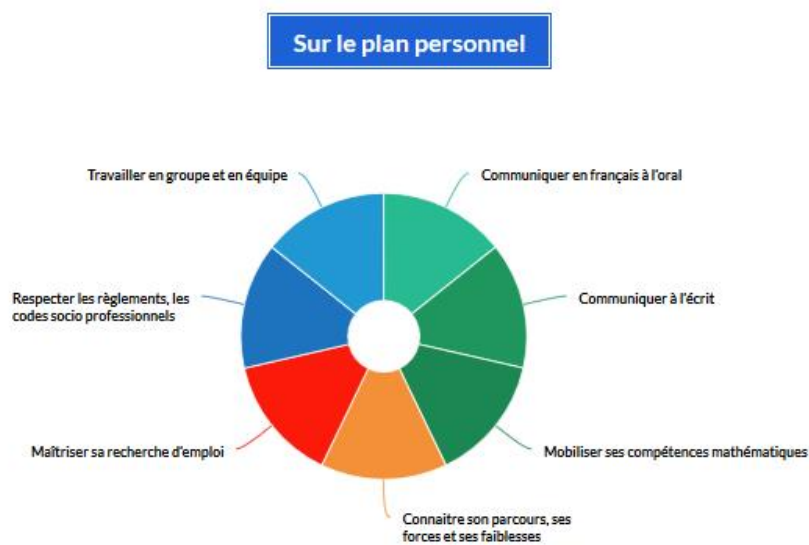 Sur le plan personnel
Travailler en groupe et en équipe
Communiquer en français à l'oral
Respecter les règlements, les
codes socio professionnels
Communiquer à l'écrit
Maîtriser sa recherche d'emploi
Mobiliser ses compétences mathématiques
Connaitre son parcours, ses
forces et ses faiblesses